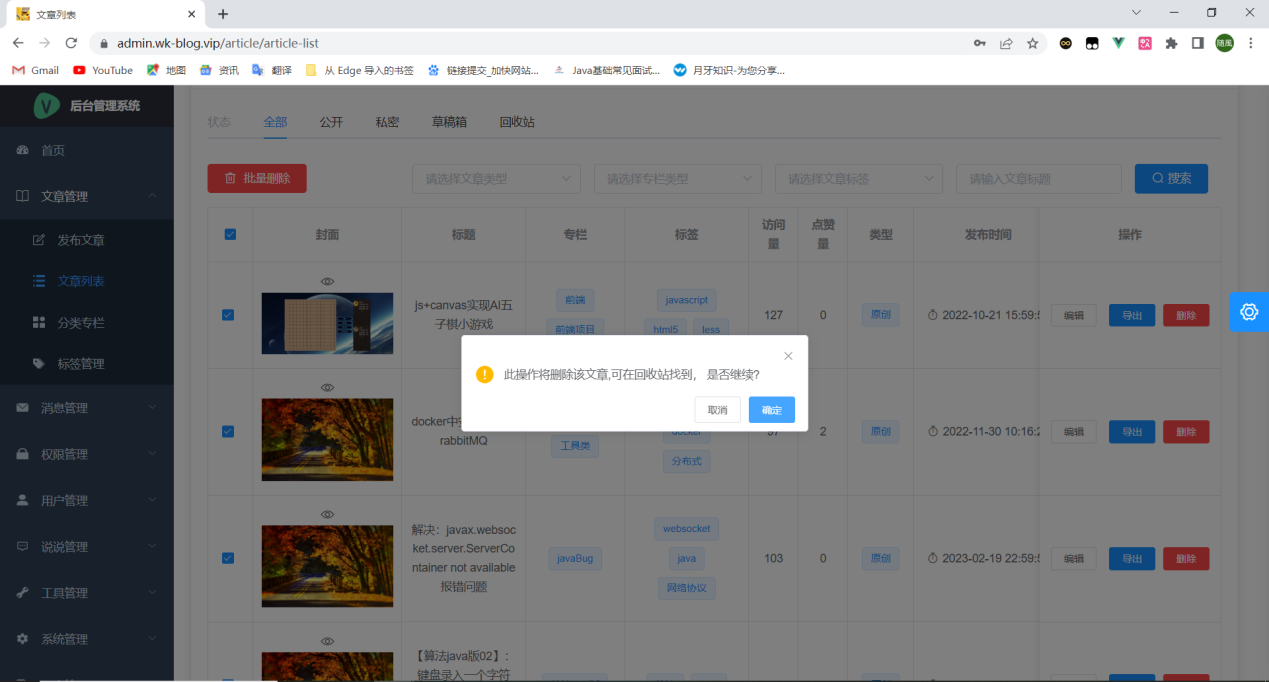 文章列表
admin.wk-blog.vip/article/article-list
随風
Gmail
YouTube
地图
资讯
翻译
从 Edge 导入的书签
链接提交_加快网站...
Java基础常见面试...
月牙知识-为您分享...
V
后台管理系统
首页
文章管理
发布文章
文章列表
分类专栏
标签管理
消息管理
权限管理
用户管理
说说管理
工具管理
系统管理
状态
全部
公开
私密
草稿箱
回收站
批量删除
请选择文章类型
请选择专栏类型
请选择文章标签
请输入文章标题
搜索
封面
标题
专栏
标签
访问
量
点赞
量
类型
发布时间
操作
js+canvas实现AI五
子棋小游戏
前端
前端项目
javascript
html5
less
127
0
原创
2022-10-21 15:59:5
编辑
导出
删除
此操作将删除该文章,可在回收站找到， 是否继续?
取消
确定
docker中
rabbitMQ
工具类
docker
分布式
97
2
原创
2022-11-30 10:16:2
编辑
导出
删除
解决：javax.websoc
ket.server.ServerCo
ntainer not available
报错问题
javaBug
websocket
java
网络协议
103
0
原创
2023-02-19 22:59:5
编辑
导出
删除
【算法java版02】：
键盘录入一个字符